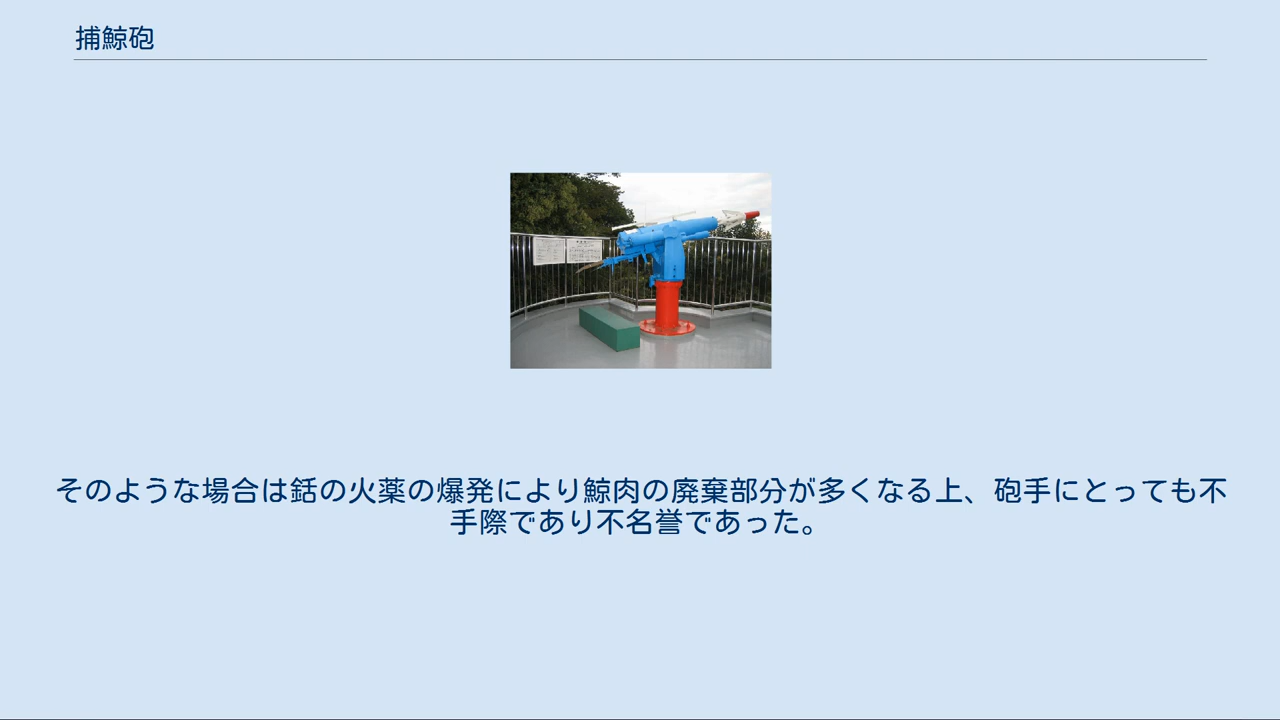 捕鯨砲
そのような場合は銛の火薬の爆発により鯨肉の廃棄部分が多くなる上、砲手にとっても不
手際であり不名誉であった。